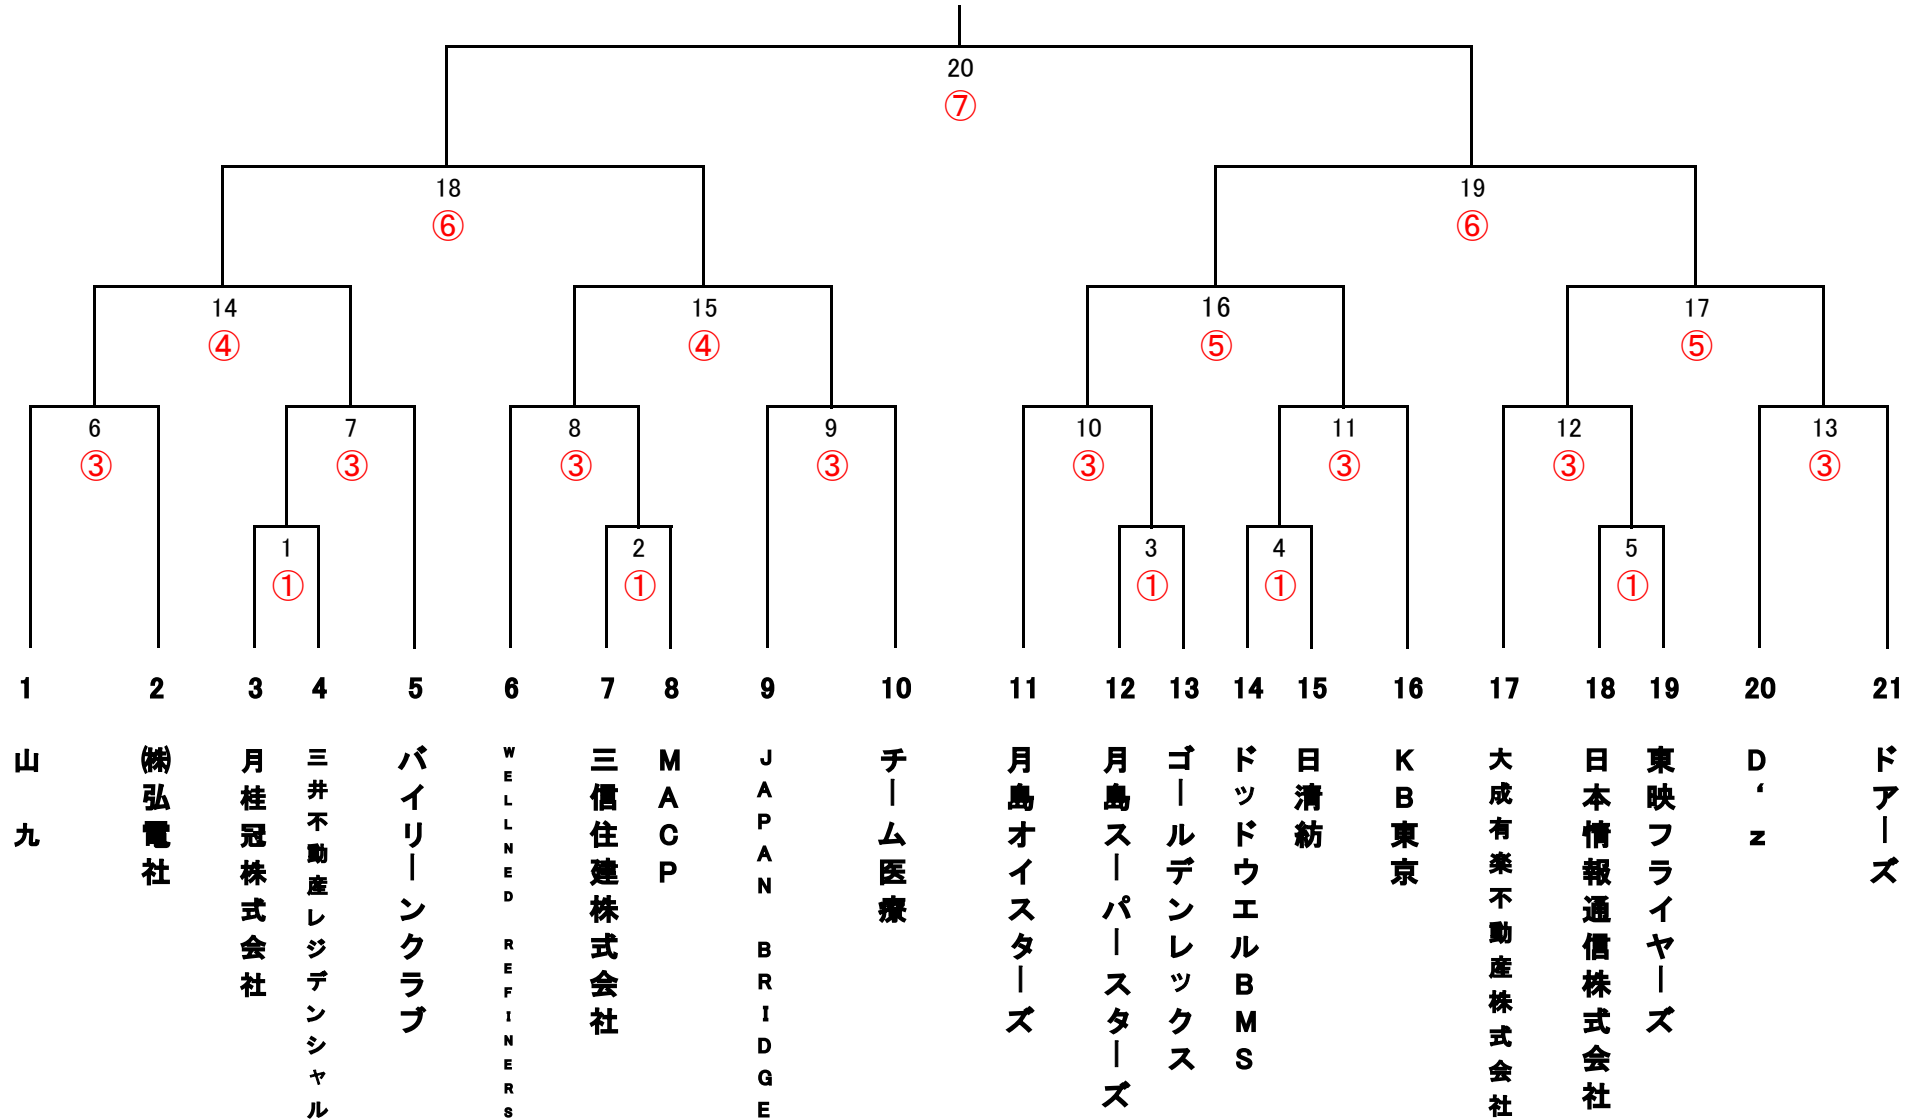 20
⑦
18
⑥
19
⑥
14
④
15
④
16
⑤
17
⑤
6
③
7
③
8
③
9
③
10
③
11
③
12
③
13
③
1
①
2
①
3
①
4
①
5
①
1
山九
2
㈱弘電社
3
月桂冠株式会社
4
三井不動産レジデンシャル
5
バイリーンクラブ
6
WELLNED REFINERS
7
三信住建株式会社
8
MACP
9
JAPAN BRIDGE
10
チーム医療
11
月島オイスターズ
12
月島スーパースターズ
13
ゴールデンレックス
14
ドッドウエルBMS
15
日清紡
16
KB東京
17
大成有楽不動産株式会社
18
日本情報通信株式会社
19
東映フライヤーズ
20
D‘z
21
ドアーズ